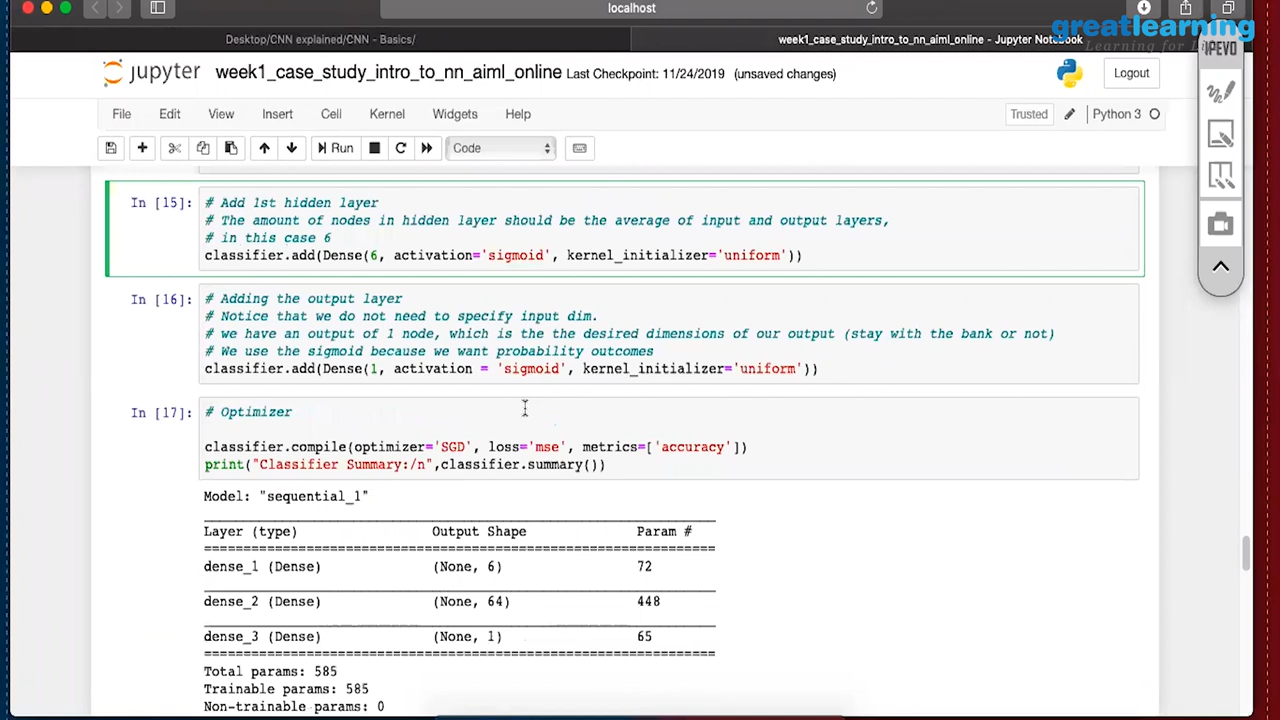 localhost
greatlearning
Learning for Li
Desktop/CNN explained/CNN - Basics/
week1_case_study_intro_to_nn_aiml_online - Jupyter Notebook
IPEVO
jupyter week1_case_study_intro_to_nn_aiml_online Last Checkpoint: 11/24/2019 (unsaved changes)
Logout
File Edit View Insert Cell Kernel Widgets Help
Trusted Python 3
Run Code
In [15]: # Add 1st hidden layer
# The amount of nodes in hidden layer should be the average of input and output layers,
# in this case 6
classifier.add(Dense(6, activation='sigmoid', kernel_initializer='uniform'))
In [16]: # Adding the output layer
# Notice that we do not need to specify input dim.
# we have an output of 1 node, which is the the desired dimensions of our output (stay with the bank or not)
# We use the sigmoid because we want probability outcomes
classifier.add(Dense(1, activation = 'sigmoid', kernel_initializer='uniform'))
In [17]: # Optimizer
classifier.compile(optimizer='SGD', loss='mse', metrics=['accuracy'])
print("Classifier Summary:/n",classifier.summary())
Model: "sequential_1"
Layer (type) Output Shape Param #
dense_1 (Dense) (None, 6) 72
dense_2 (Dense) (None, 64) 448
dense_3 (Dense) (None, 1) 65
Total params: 585
Trainable params: 585
Non-trainable params: 0